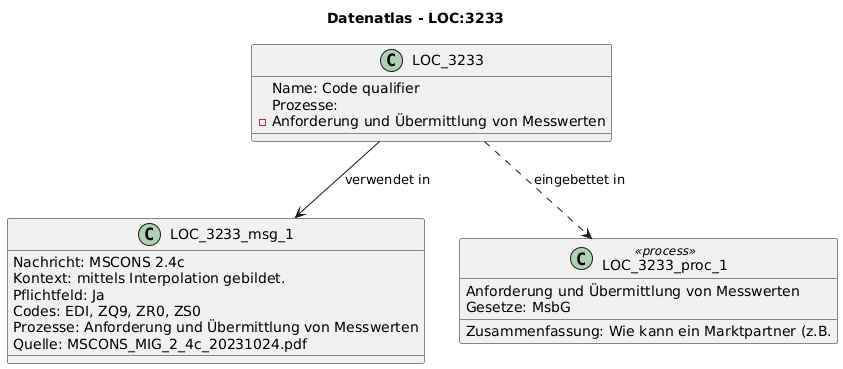 Datenatlas - LOC:3233
C LOC_3233
Name: Code qualifier
Prozesse:
Anforderung und Übermittlung von Messwerten
verwendet in
eingebettet in
C LOC_3233_msg_1
Nachricht: MSCONS 2.4c
Kontext: mittels Interpolation gebildet.
Pflichtfeld: Ja
Codes: EDI, ZQ9, ZR0, ZS0
Prozesse: Anforderung und Übermittlung von Messwerten
Quelle: MSCONS_MIG_2_4c_20231024.pdf
«process»
C LOC_3233_proc_1
Anforderung und Übermittlung von Messwerten
Gesetze: MsbG
Zusammenfassung: Wie kann ein Marktpartner (z.B.